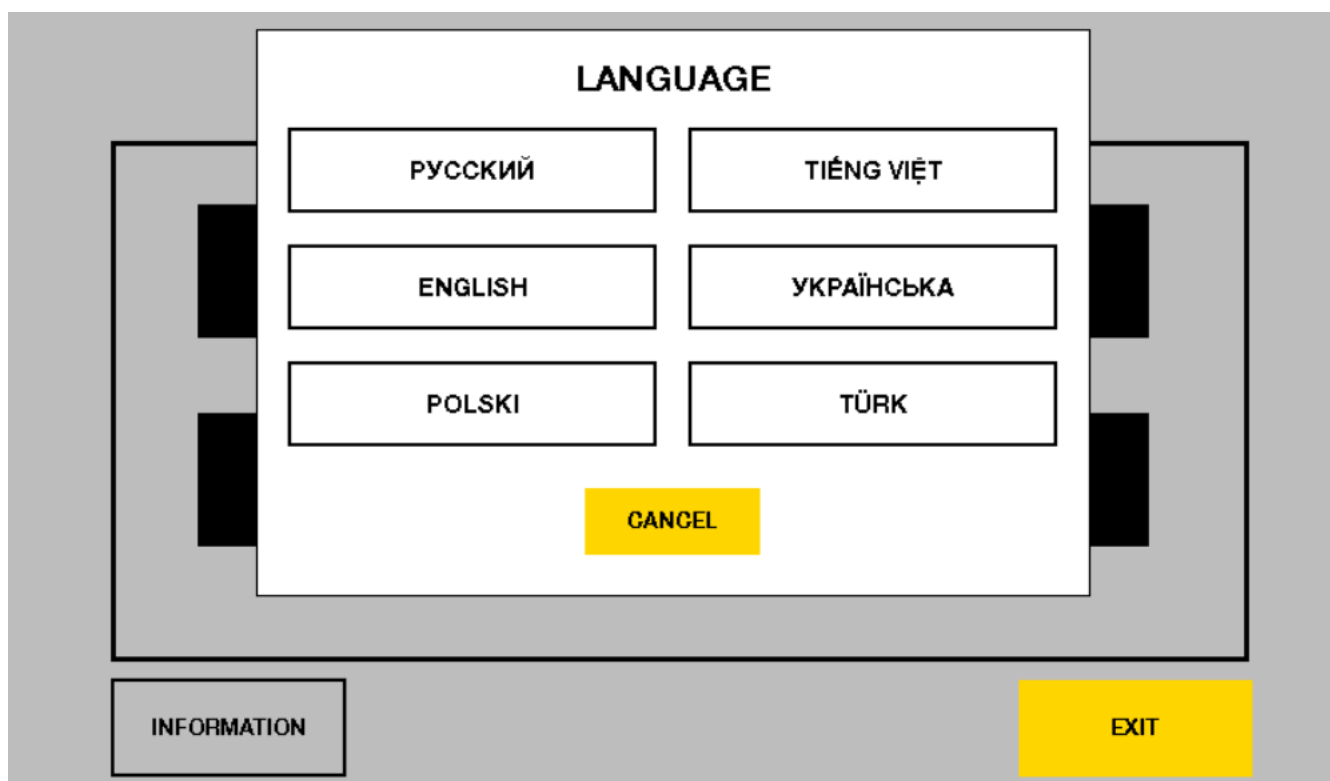 LANGUAGE
РУССКИЙ
TIẾNG VIỆT
ENGLISH
УКРАЇНСЬКА
POLSKI
TÜRK
CANCEL
INFORMATION
EXIT